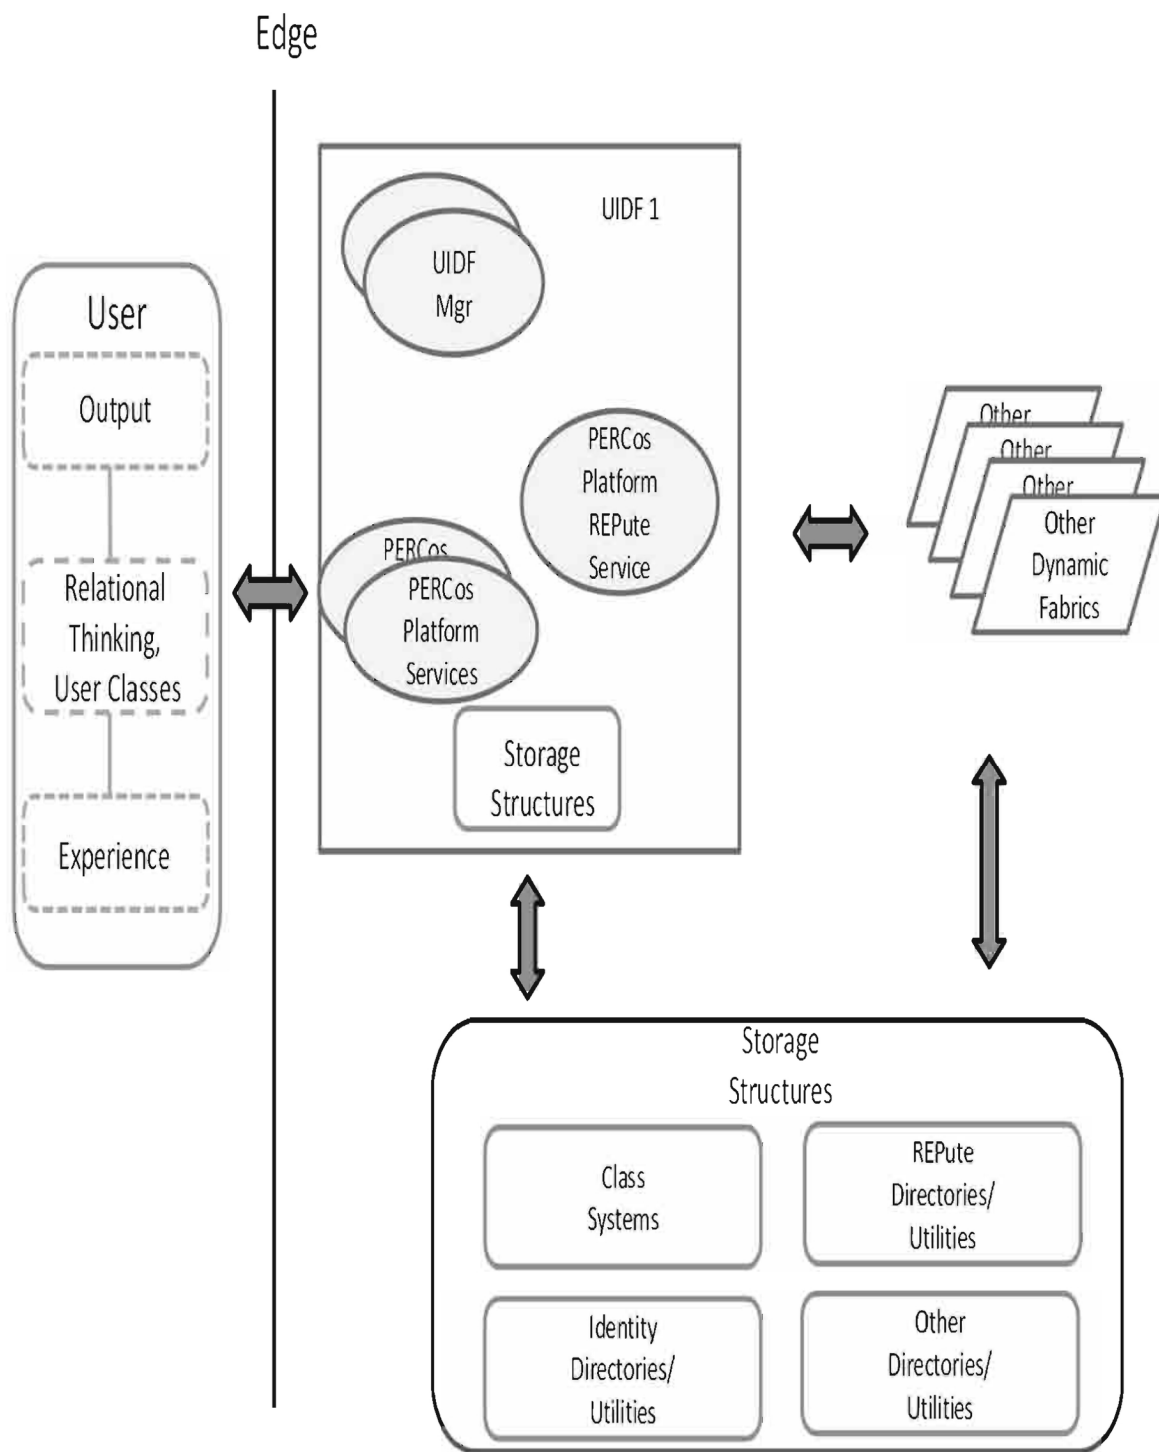 Edge
User
Output
Relational
Thinking,
User Classes
Experience
UIDF 1
UIDF
Mgr
PERCos
Platform
REPute
Service
PERCos
PERCos
Platform
Services
Storage
Structures
Other
Other
Other
Other
Dynamic
Fabrics
Storage
Structures
Class
Systems
REPute
Directories/
Utilities
Identity
Directories/
Utilities
Other
Directories/
Utilities